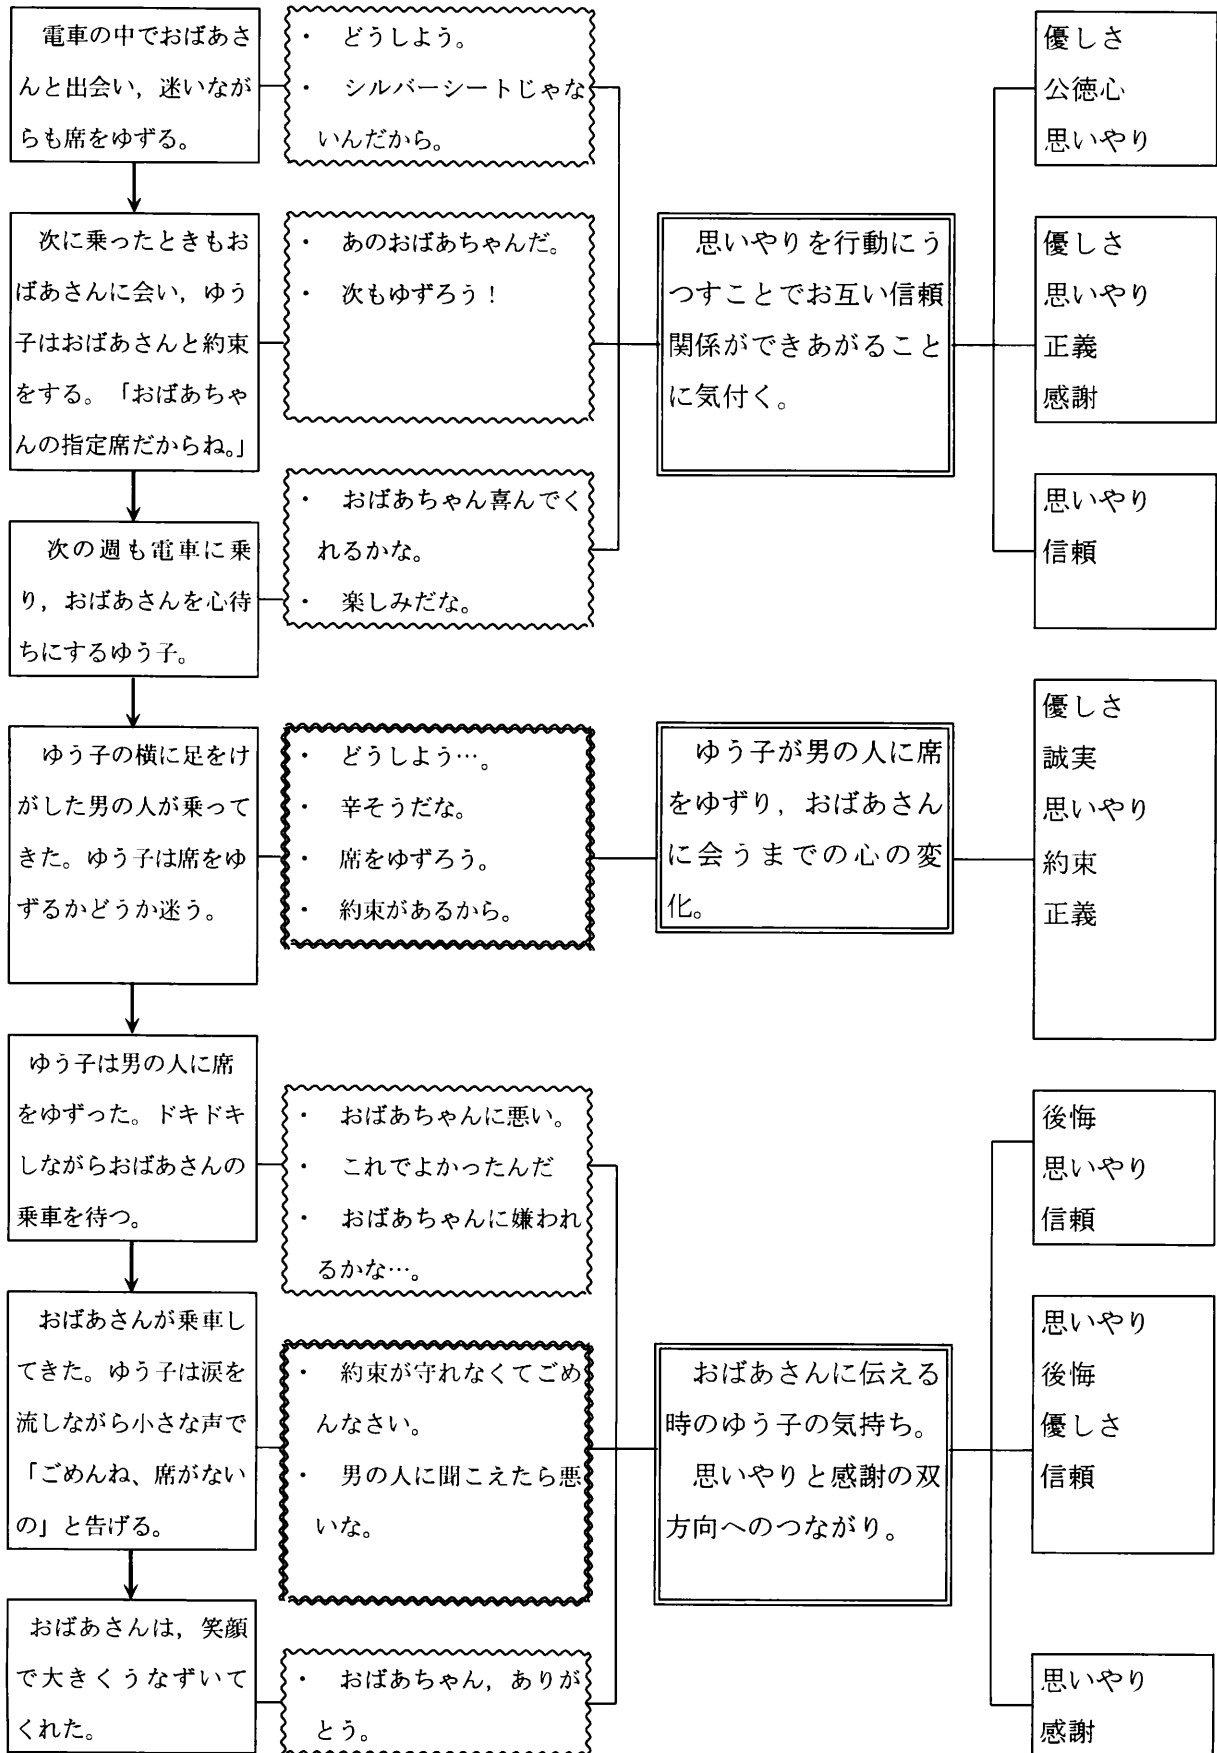 電車の中でおばあさ
んと出会い，迷いなが
らも席をゆずる。
・　どうしよう。
・　シルバーシートじゃな
いんだから。
優しさ
公徳心
思いやり
次に乗ったときもお
ばあさんに会い，ゆう
子はおばあさんと約束
をする。「おばあちゃ
んの指定席だからね。」
・　あのおばあちゃんだ。
・　次もゆずろう！
思いやりを行動にう
つすことでお互い信頼
関係ができあがること
に気付く。
優しさ
思いやり
正義
感謝
次の週も電車に乗
り，おばあさんを心待
ちにするゆう子。
・　おばあちゃん喜んでく
れるかな。
・　楽しみだな。
思いやり
信頼
ゆう子の横に足をけ
がした男の人が乗って
きた。ゆう子は席をゆ
ずるかどうか迷う。
・　どうしよう…。
・　辛そうだな。
・　席をゆずろう。
・　約束があるから。
ゆう子が男の人に席
をゆずり，おばあさん
に会うまでの心の変
化。
優しさ
誠実
思いやり
約束
正義
ゆう子は男の人に席
をゆずった。ドキドキ
しながらおばあさんの
乗車を待つ。
・　おばあちゃんに悪い。
・　これでよかったんだ
・　おばあちゃんに嫌われ
るかな…。
後悔
思いやり
信頼
おばあさんが乗車し
てきた。ゆう子は涙を
流しながら小さな声で
「ごめんね、席がない
の」と告げる。
・　約束が守れなくてごめ
んなさい。
・　男の人に聞こえたら悪
いな。
おばあさんに伝える
時のゆう子の気持ち。
思いやりと感謝の双
方向へのつながり。
思いやり
後悔
優しさ
信頼
おばあさんは，笑顔
で大きくうなずいて
くれた。
・　おばあちゃん，ありが
とう。
思いやり
感謝